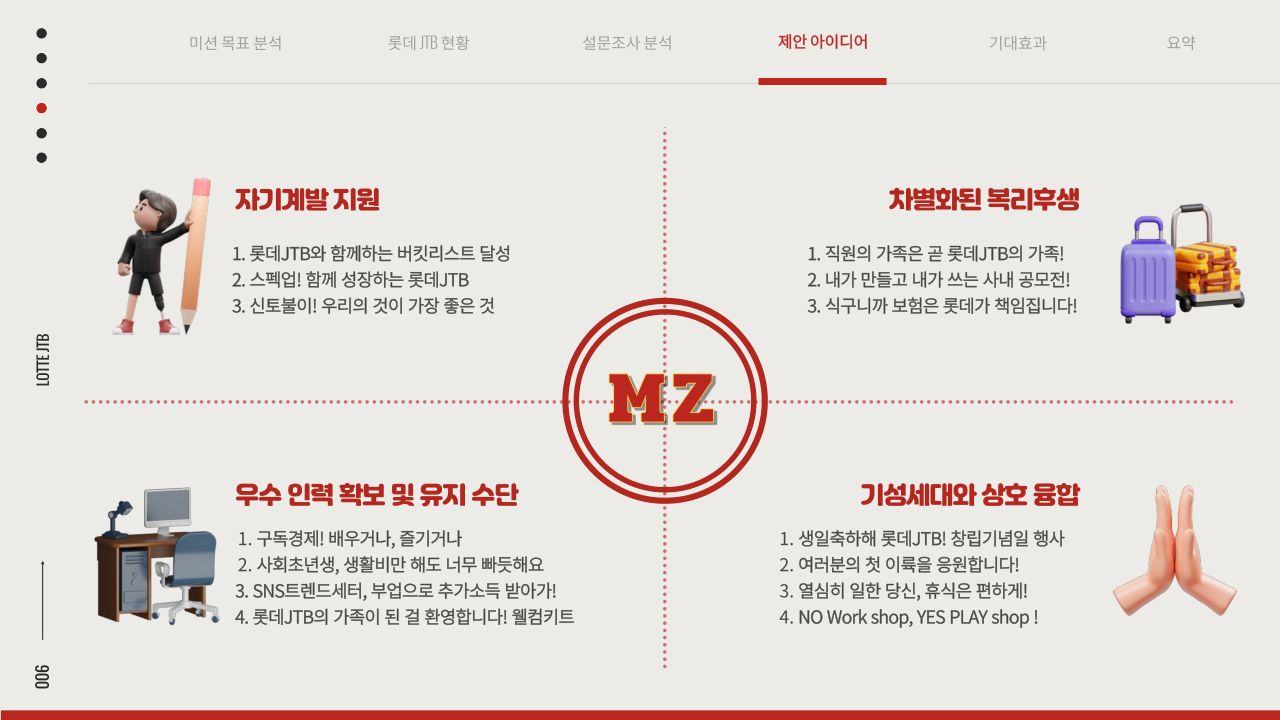 미션 목표 분석
롯데 JTB 현황
설문조사 분석
제안 아이디어
기대효과
요약
자기계발 지원
1. 롯데JTB와 함께하는 버킷리스트 달성
2. 스펙업! 함께 성장하는 롯데JTB
3. 신토불이! 우리의 것이 가장 좋은 것
차별화된 복리후생
1. 직원의 가족은 곧 롯데JTB의 가족!
2. 내가 만들고 내가 쓰는 사내 공모전!
3. 식구니까 보험은 롯데가 책임집니다!
MZ
우수 인력 확보 및 유지 수단
1. 구독경제! 배우거나, 즐기거나
2. 사회초년생, 생활비만 해도 너무 빠듯해요
3. SNS트렌드세터, 부업으로 추가소득 받아가!
4. 롯데JTB의 가족이 된 걸 환영합니다! 웰컴키트
기성세대와 상호 융합
1. 생일축하해 롯데JTB! 창립기념일 행사
2. 여러분의 첫 이륙을 응원합니다!
3. 열심히 일한 당신, 휴식은 편하게!
4. NO Work shop, YES PLAY shop !
LOTTE JTB
006